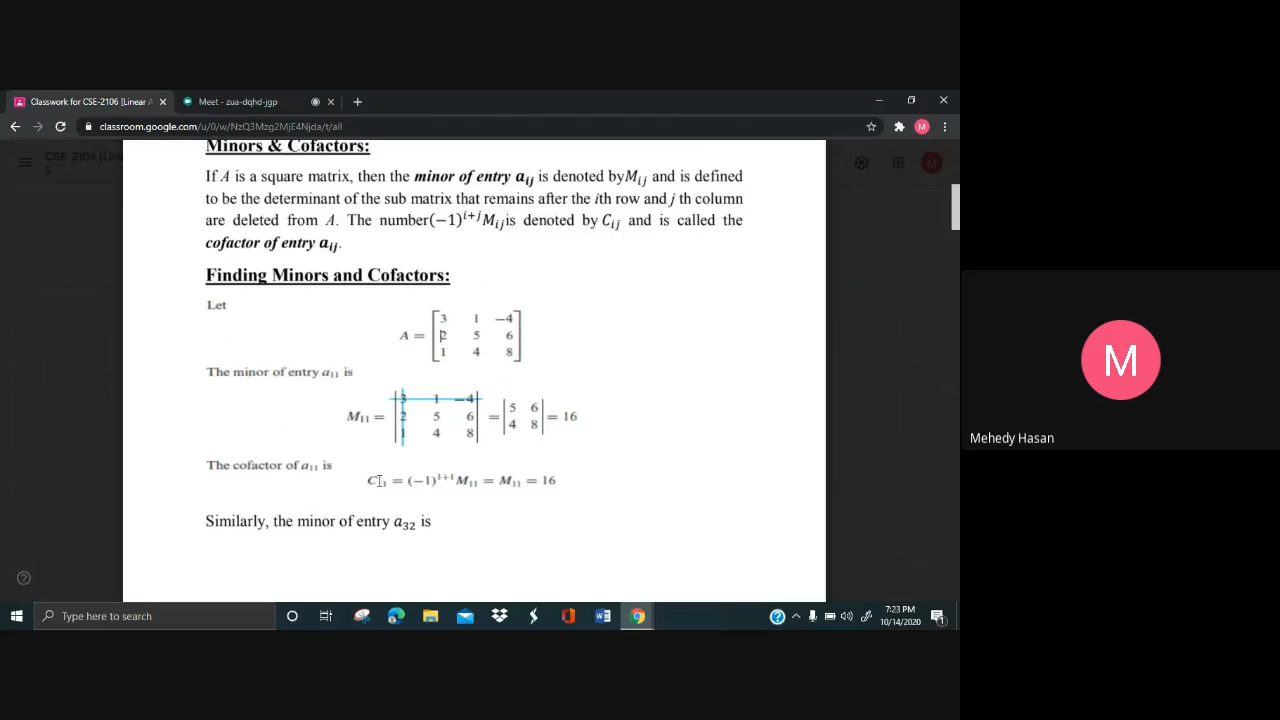 Classwork for CSE-2106 [Linear A
Meet - zua-dqhd-jgp
classroom.google.com/u/0/w/NzQ3Mzg2MjE4Njda/t/all
M
CSE-2106 [Lin
s
Minors & Cofactors:
If A is a square matrix, then the minor of entry aᵢⱼ is denoted by Mᵢⱼ and is defined
to be the determinant of the sub matrix that remains after the ith row and j th column
are deleted from A. The number (−1)ⁱ⁺ʲMᵢⱼ is denoted by Cᵢⱼ and is called the
cofactor of entry aᵢⱼ.
Finding Minors and Cofactors:
Let
3 1 −4
A = 2 5 6
1 4 8
The minor of entry a₁₁ is
3 1 −4
M₁₁ = 2 5 6 = 5 6 = 16
1 4 8 4 8
The cofactor of a₁₁ is
C₁₁ = (−1)¹⁺¹M₁₁ = M₁₁ = 16
Similarly, the minor of entry a₃₂ is
M
Mehedy Hasan
Type here to search
7:23 PM
10/14/2020
1